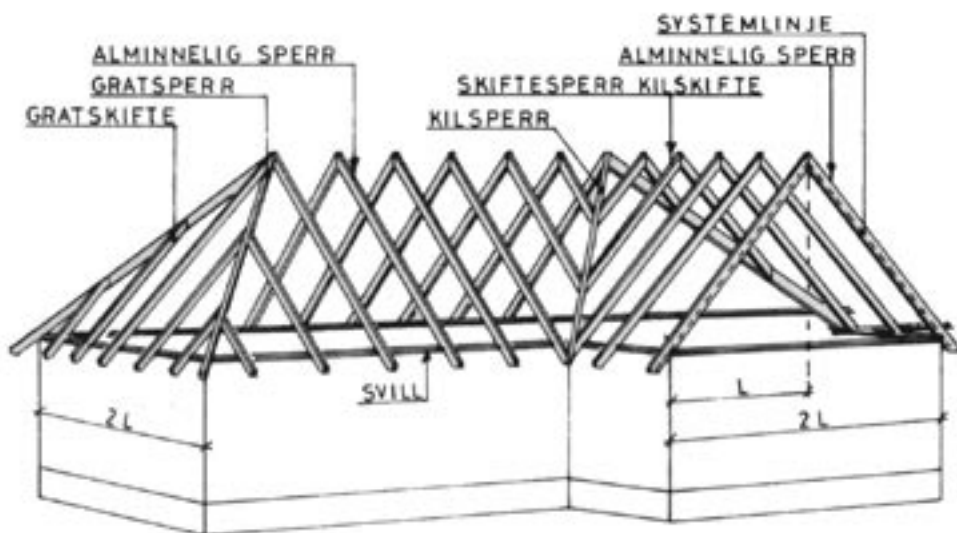 SYSTEMLINJE
ALMINNELIG SPERR
ALMINNELIG SPERR
GRATSPERR
SKIFTESPERR KILSKIFTE
GRATSKIFTE
KILSPERR
SVILL
L
2L
2L